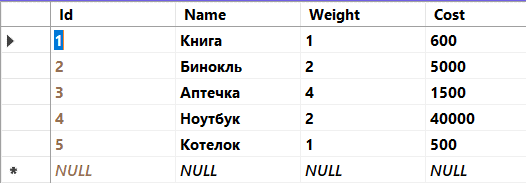 Id Name Weight Cost
1 Книга 1 600
2 Бинокль 2 5000
3 Аптечка 4 1500
4 Ноутбук 2 40000
5 Котелок 1 500
* NULL NULL NULL NULL